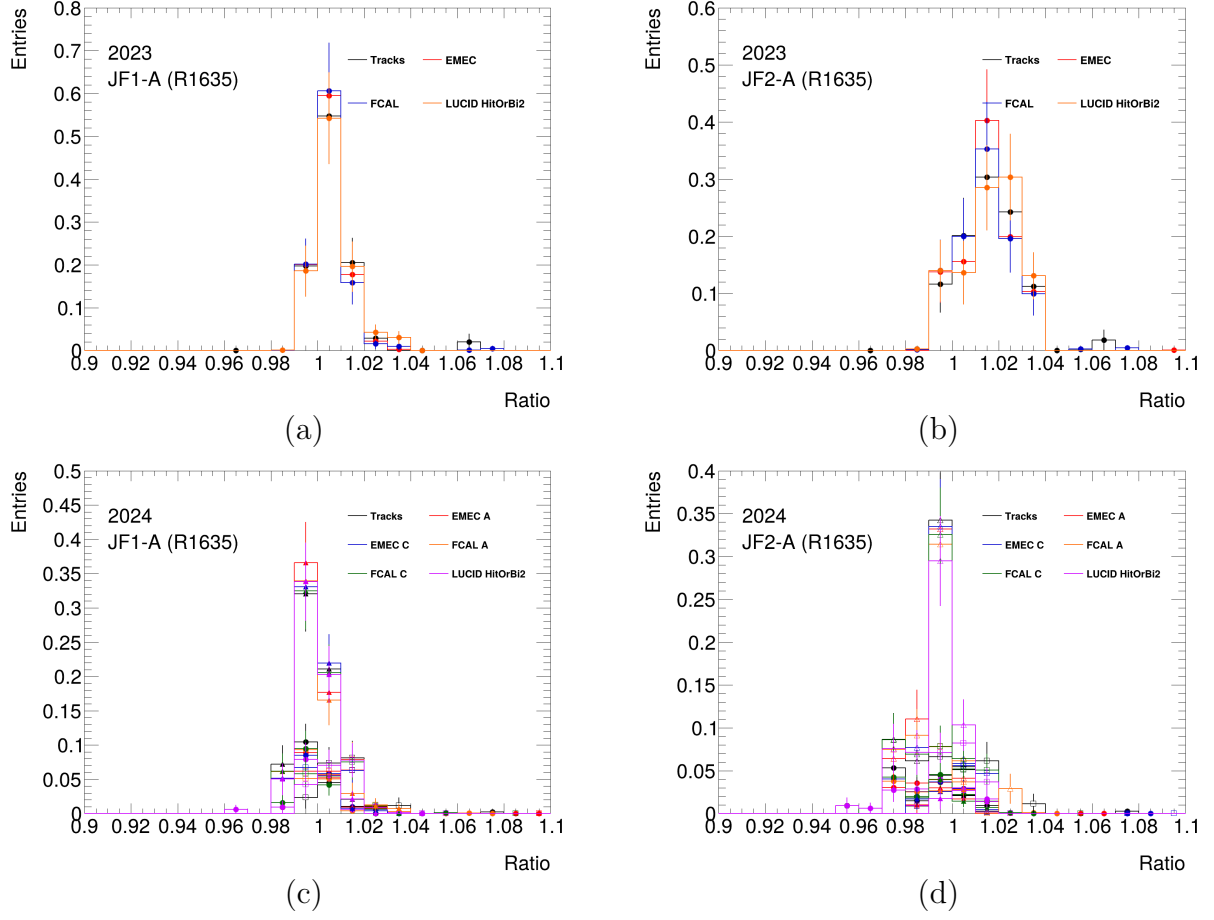 Entries
0.8
0.7
0.6
0.5
0.4
0.3
0.2
0.1
0
2023
JF1-A (R1635)
Tracks EMEC
FCAL LUCID HitOrBi2
0.9 0.92 0.94 0.96 0.98 1 1.02 1.04 1.06 1.08 1.1
Ratio
(a)
Entries
0.6
0.5
0.4
0.3
0.2
0.1
0
2023
JF2-A (R1635)
Tracks EMEC
FCAL LUCID HitOrBi2
0.9 0.92 0.94 0.96 0.98 1 1.02 1.04 1.06 1.08 1.1
Ratio
(b)
Entries
0.5
0.45
0.4
0.35
0.3
0.25
0.2
0.15
0.1
0.05
0
2024
JF1-A (R1635)
Tracks EMEC A
EMEC C FCAL A
FCAL C LUCID HitOrBi2
0.9 0.92 0.94 0.96 0.98 1 1.02 1.04 1.06 1.08 1.1
Ratio
(c)
Entries
0.4
0.35
0.3
0.25
0.2
0.15
0.1
0.05
0
2024
JF2-A (R1635)
Tracks EMEC A
EMEC C FCAL A
FCAL C LUCID HitOrBi2
0.9 0.92 0.94 0.96 0.98 1 1.02 1.04 1.06 1.08 1.1
Ratio
(d)